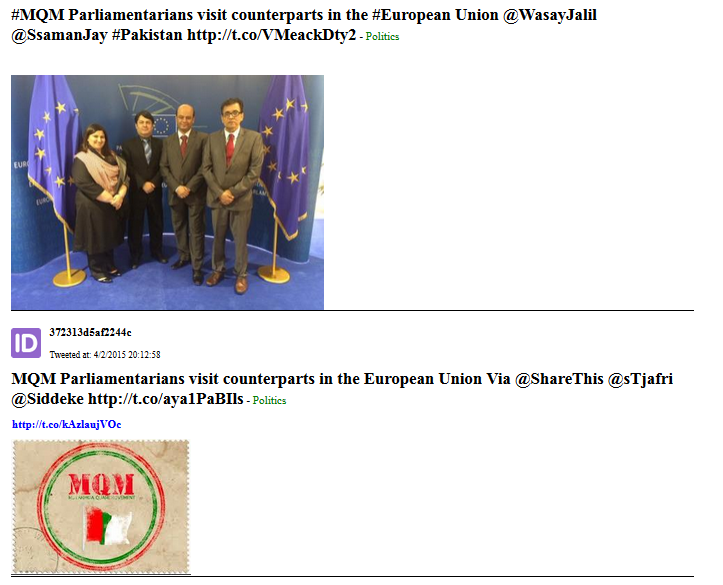 #MQM Parliamentarians visit counterparts in the #European Union @WasayJalil
@SsamanJay #Pakistan http://t.co/VMeackDty2 - Politics
ID
372313d5af2244c
Tweeted at: 4/2/2015 20:12:58
MQM Parliamentarians visit counterparts in the European Union Via @ShareThis @sTjafri
@Siddeke http://t.co/aya1PaBIls - Politics
http://t.co/kAzlaujVOc
MQM